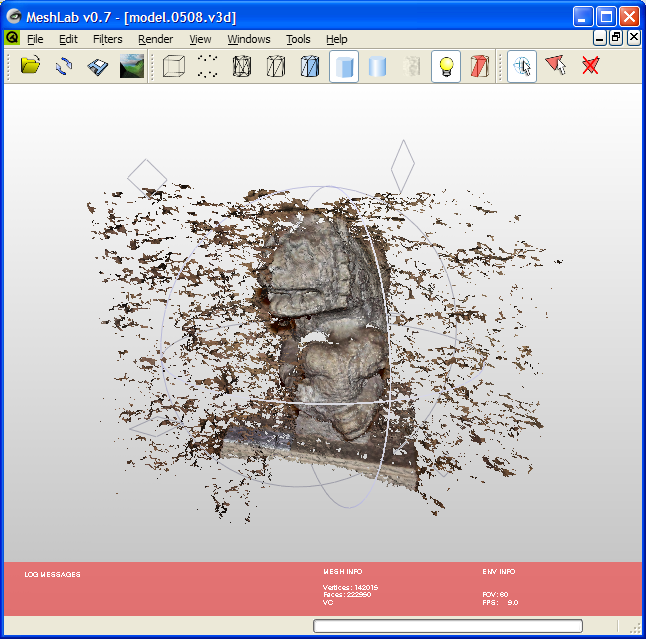 MeshLab v0.7 - [model.0508.v3d]
File Edit Filters Render View Windows Tools Help
LOG MESSAGES
MESH INFO
ENV INFO
Vertices: 142015
Faces: 222950
VC
FOV: 60
FPS: 9.0